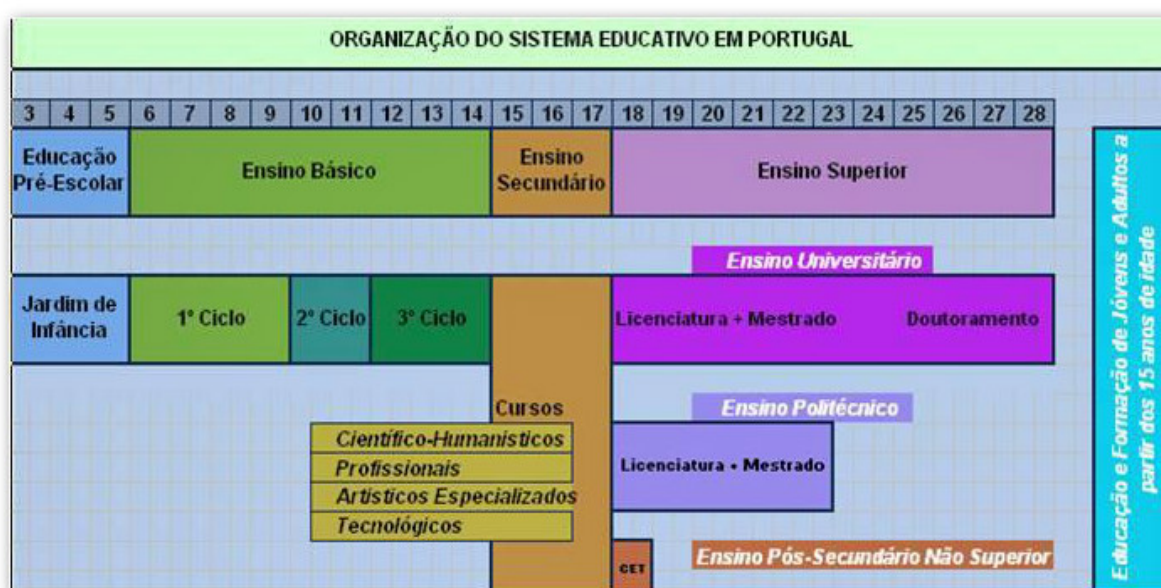 ORGANIZAÇÃO DO SISTEMA EDUCATIVO EM PORTUGAL
3 4 5 6 7 8 9 10 11 12 13 14 15 16 17 18 19 20 21 22 23 24 25 26 27 28
Educação
Pré-Escolar
Ensino Básico
Ensino
Secundário
Ensino Superior
Ensino Universitário
Jardim de
Infância
1º Ciclo
2º Ciclo
3º Ciclo
Licenciatura + Mestrado
Doutoramento
Cursos
Ensino Politécnico
Científico-Humanísticos
Profissionais
Artísticos Especializados
Tecnológicos
Licenciatura + Mestrado
CET
Ensino Pós-Secundário Não Superior
Educação e Formação de Jóvens e Adultos a
partir dos 15 anos de idade